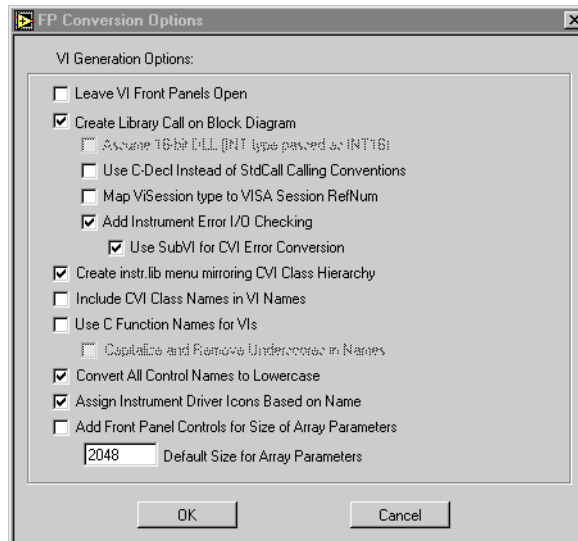 FP Conversion Options
VI Generation Options:
Leave VI Front Panels Open
Create Library Call on Block Diagram
Assume 16-bit DLL (INT type passed as INT16)
Use C-Decl Instead of StdCall Calling Conventions
Map ViSession type to VISA Session RefNum
Add Instrument Error I/O Checking
Use SubVI for CVI Error Conversion
Create instr.lib menu mirroring CVI Class Hierarchy
Include CVI Class Names in VI Names
Use C Function Names for VIs
Capitalize and Remove Underscores in Names
Convert All Control Names to Lowercase
Assign Instrument Driver Icons Based on Name
Add Front Panel Controls for Size of Array Parameters
2048 Default Size for Array Parameters
OK Cancel